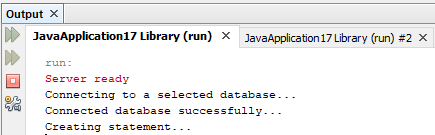 Output ×
JavaApplication17 Library (run) × JavaApplication17 Library (run) #2 ×
run:
Server ready
Connecting to a selected database...
Connected database successfully...
Creating statement...